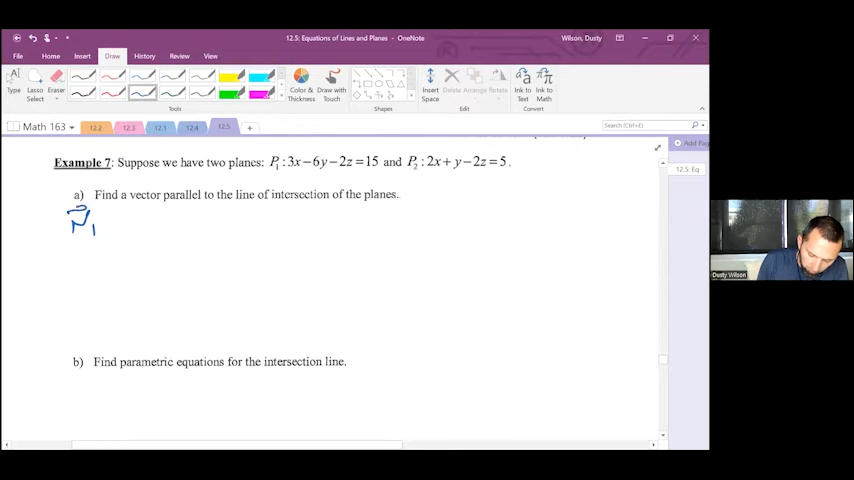 12.5: Equations of Lines and Planes - OneNote
Wilson, Dusty
File Home Insert Draw History Review View
Type
Lasso Select
Eraser
Color & Thickness
Draw with Touch
Insert Space
Delete
Arrange
Rotate
Ink to Text
Ink to Math
Tools
Shapes
Edit
Convert
Math 163
12.2
12.3
12.1
12.4
12.5
+
Search (Ctrl+E)
Add Page
12.5: Eq
Example 7: Suppose we have two planes: P₁:3x−6y−2z=15 and P₂:2x+y−2z=5.
a) Find a vector parallel to the line of intersection of the planes.
N₁
b) Find parametric equations for the intersection line.
Dusty Wilson